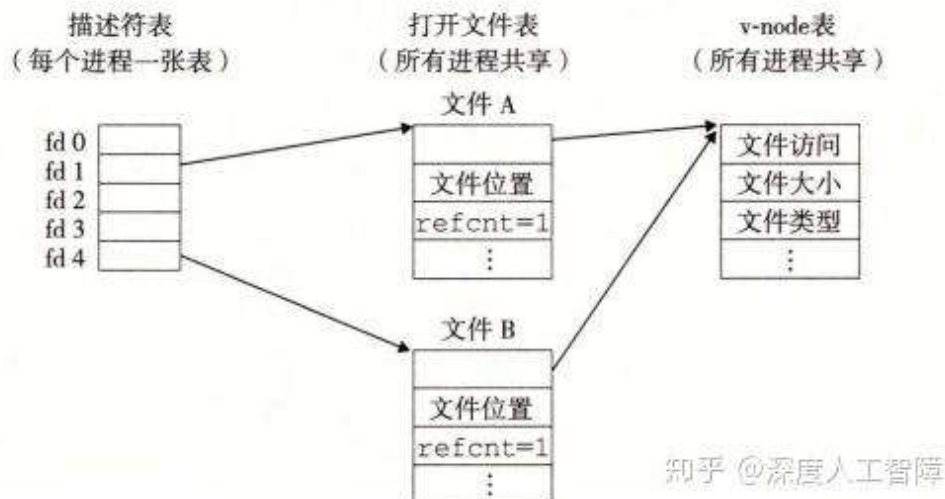 描述符表
（每个进程一张表）
打开文件表
（所有进程共享）
v-node表
（所有进程共享）
fd 0
fd 1
fd 2
fd 3
fd 4
文件 A
文件位置
refcnt=1
⋮
文件 B
文件位置
refcnt=1
⋮
文件访问
文件大小
文件类型
⋮
知乎 @深度人工智障